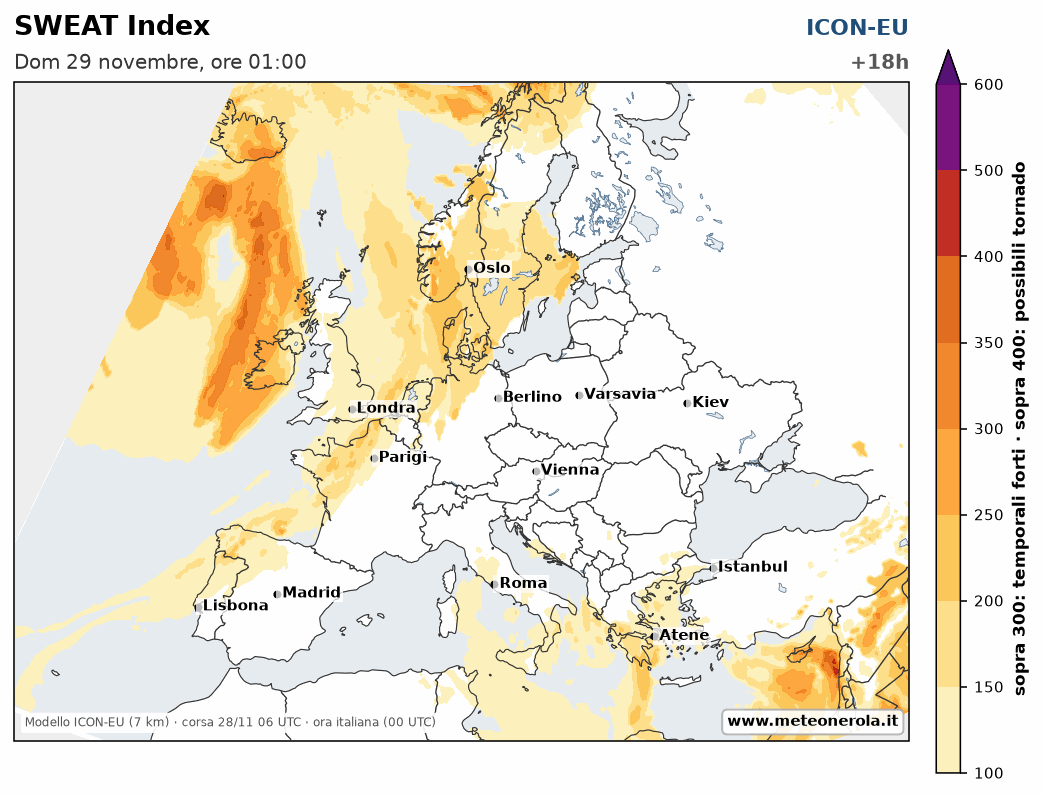 SWEAT Index
ICON-EU
Dom 29 novembre, ore 01:00
+18h
600
500
400
350
300
250
200
150
100
sopra 300: temporali forti · sopra 400: possibili tornado
Oslo
Londra
Berlino
Varsavia
Kiev
Parigi
Vienna
Istanbul
Roma
Madrid
Lisbona
Atene
Modello ICON-EU (7 km) · corsa 28/11 06 UTC · ora italiana (00 UTC)
www.meteonerola.it